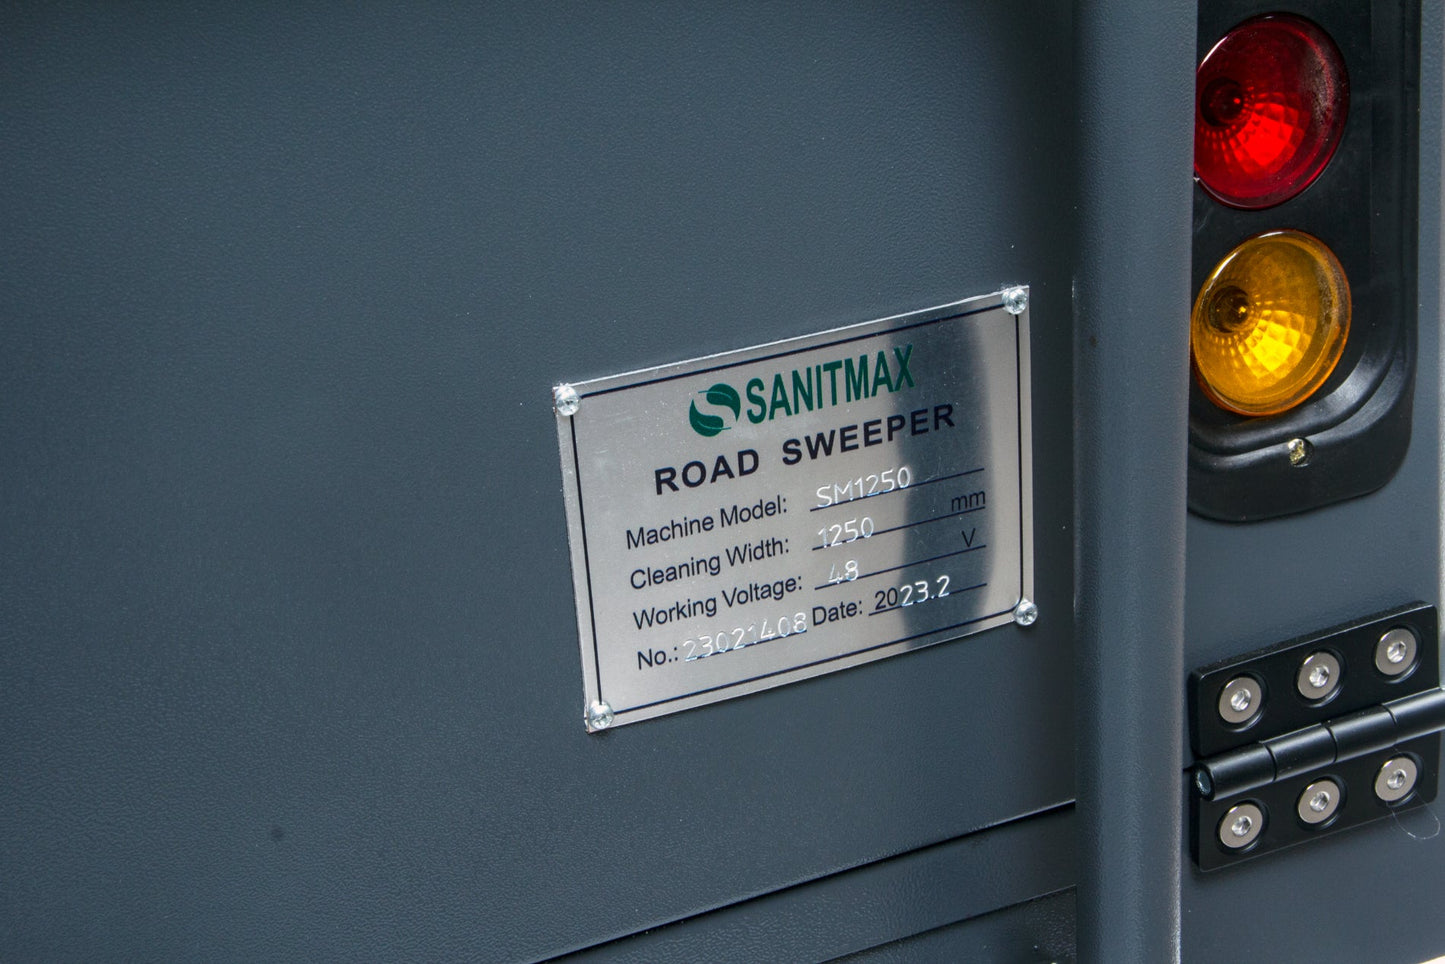 SANITMAX
ROAD SWEEPER
Machine Model: SM1250
Cleaning Width: 1250 mm
Working Voltage: 48 V
No.: 23021408 Date: 2023.2